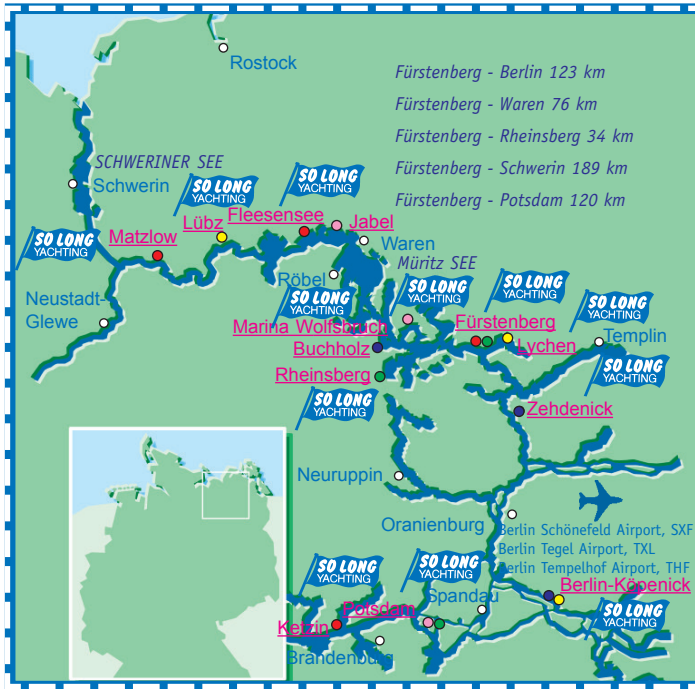 Rostock
Fürstenberg - Berlin 123 km
Fürstenberg - Waren 76 km
Fürstenberg - Rheinsberg 34 km
Fürstenberg - Schwerin 189 km
Fürstenberg - Potsdam 120 km
SCHWERINER SEE
Schwerin
SO LONG
YACHTING
Lübz
SO LONG
YACHTING
Fleesensee
Jabel
SO LONG
YACHTING
Matzlow
Waren
Röbel
Müritz SEE
SO LONG
YACHTING
SO LONG
YACHTING
SO LONG
YACHTING
Neustadt-
Glewe
SO LONG
YACHTING
Marina Wolfsbruch
Fürstenberg
Buchholz
Lychen
Templin
Rheinsberg
SO LONG
YACHTING
SO LONG
YACHTING
Zehdenick
Neuruppin
Oranienburg
Berlin Schönefeld Airport, SXF
Berlin Tegel Airport, TXL
Berlin Tempelhof Airport, THF
SO LONG
YACHTING
SO LONG
YACHTING
Berlin-Köpenick
Spandau
Potsdam
SO LONG
YACHTING
Ketzin
Brandenburg